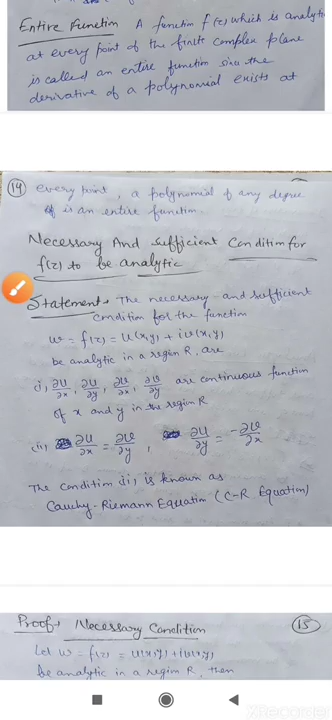 Entire Function A function f(z) which is analytic
at every point of the finite complex plane
is called an entire function since the
derivative of a polynomial exists at
(14) every point, a polynomial of any degree
is an entire function.
Necessary And sufficient Condition for
f(z) to be analytic
Statement → The necessary and sufficient
condition for the function
w = f(z) = u(x,y) + iv(x,y)
be analytic in a region R, are
i, ∂u/∂x, ∂u/∂y, ∂v/∂x, ∂v/∂y are continuous function
of x and y in the region R
(ii, ∂u/∂x = ∂v/∂y, ∂u/∂y = -∂v/∂x
The condition (ii, is known as
Cauchy-Riemann Equation (C-R Equation)
Proof → Necessary Condition (15)
Let w = f(z) = u(x,y) + iv(x,y)
be analytic in a region R, then